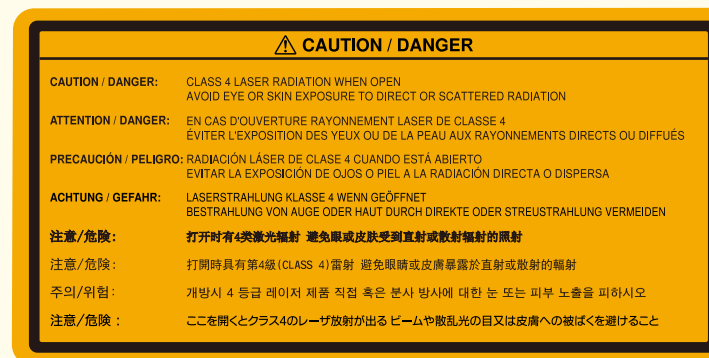 ⚠ CAUTION / DANGER
CAUTION / DANGER: CLASS 4 LASER RADIATION WHEN OPEN
AVOID EYE OR SKIN EXPOSURE TO DIRECT OR SCATTERED RADIATION
ATTENTION / DANGER: EN CAS D'OUVERTURE RAYONNEMENT LASER DE CLASSE 4
ÉVITER L'EXPOSITION DES YEUX OU DE LA PEAU AUX RAYONNEMENTS DIRECTS OU DIFFUÉS
PRECAUCIÓN / PELIGRO: RADIACIÓN LÁSER DE CLASE 4 CUANDO ESTÁ ABIERTO
EVITAR LA EXPOSICIÓN DE OJOS O PIEL A LA RADIACIÓN DIRECTA O DISPERSA
ACHTUNG / GEFAHR: LASERSTRAHLUNG KLASSE 4 WENN GEÖFFNET
BESTRAHLUNG VON AUGE ODER HAUT DURCH DIREKTE ODER STREUSTRAHLUNG VERMEIDEN
注意/危险: 打开时有4类激光辐射 避免眼或皮肤受到直射或散射辐射的照射
注意/危險: 打開時具有第4級(CLASS 4)雷射 避免眼睛或皮膚暴露於直射或散射的輻射
주의/위험: 개방시 4 등급 레이저 제품 직접 혹은 분사 방사에 대한 눈 또는 피부 노출을 피하시오
注意/危険: ここを開くとクラス4のレーザ放射が出る ビームや散乱光の目又は皮膚への被ばくを避けること